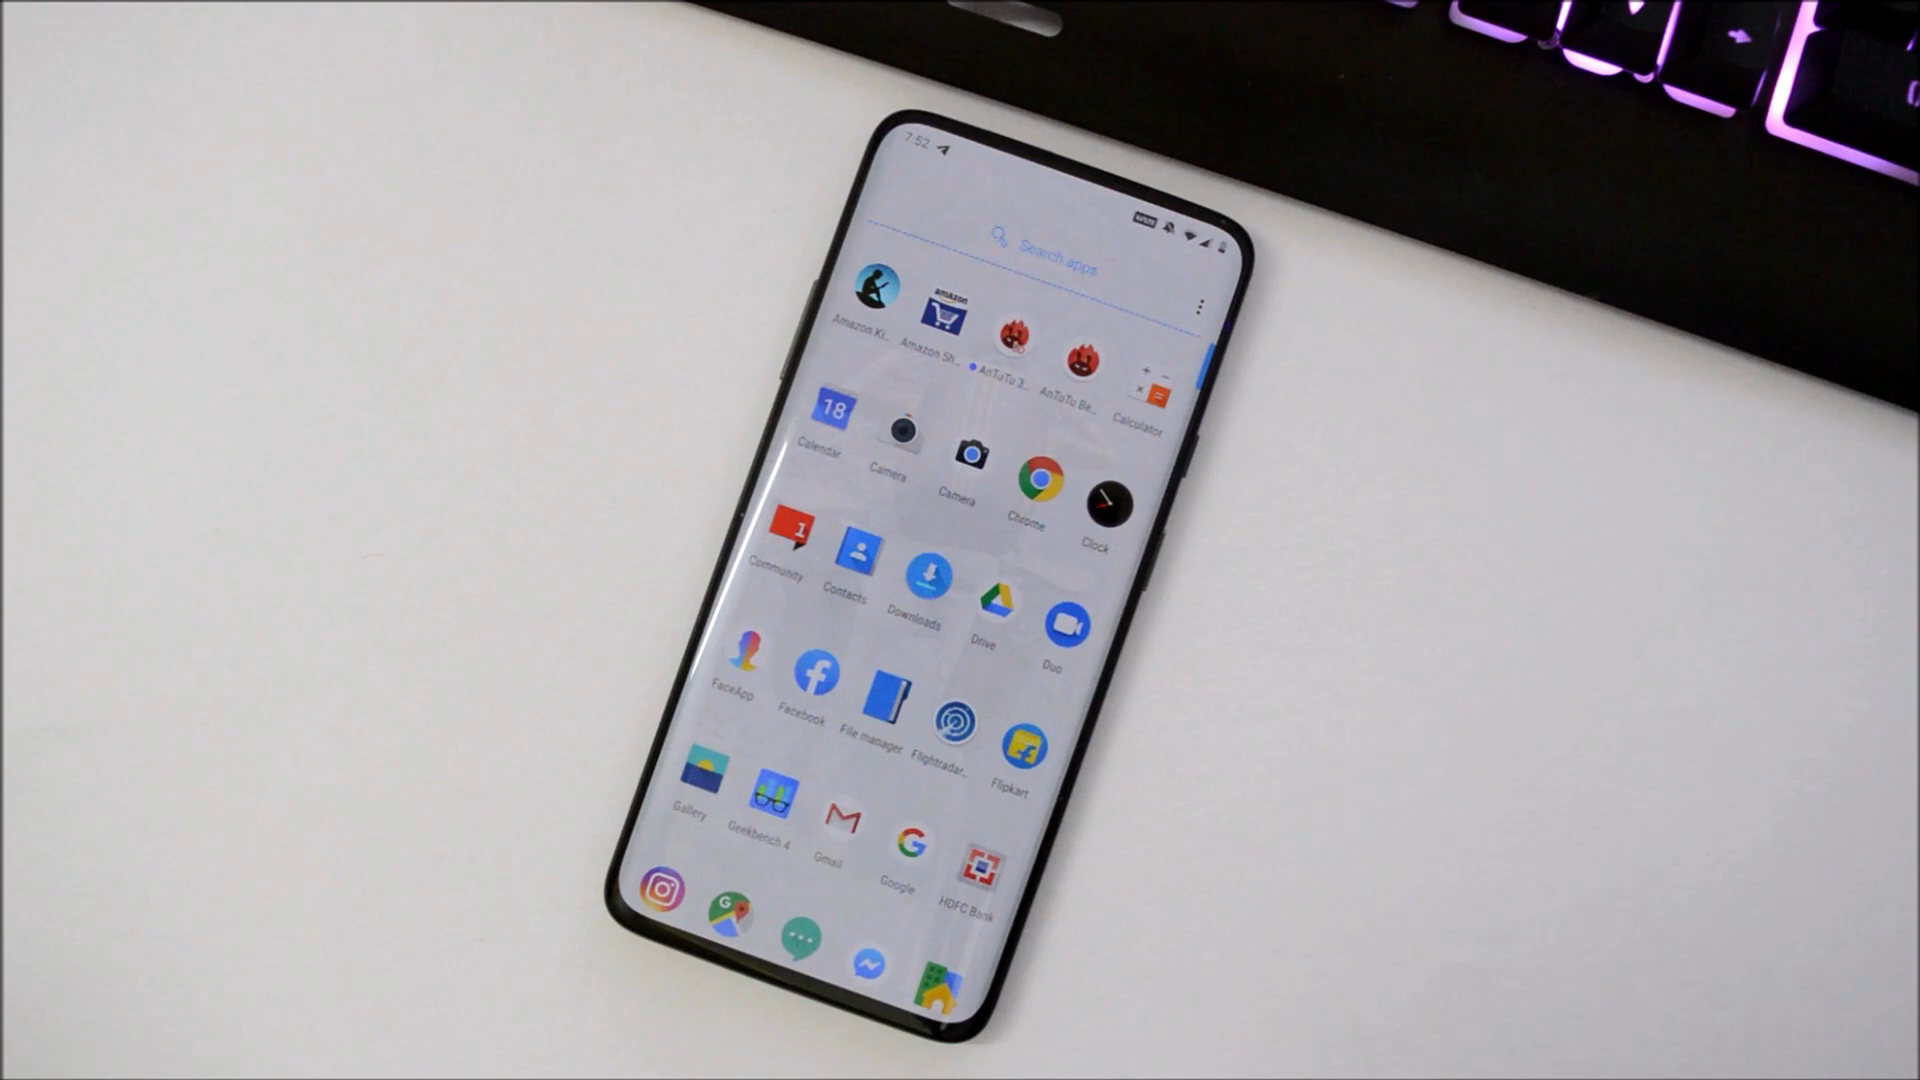 7:52
Search apps
amazon
Amazon Ki...
Amazon Sh...
AnTuTu 3...
AnTuTu Be...
Calculator
18
Calendar
Camera
Camera
Chrome
Clock
1
Community
Contacts
Downloads
Drive
Duo
FaceApp
Facebook
File manager
Flightradar...
Flipkart
Gallery
Geekbench 4
Gmail
Google
HDFC Bank